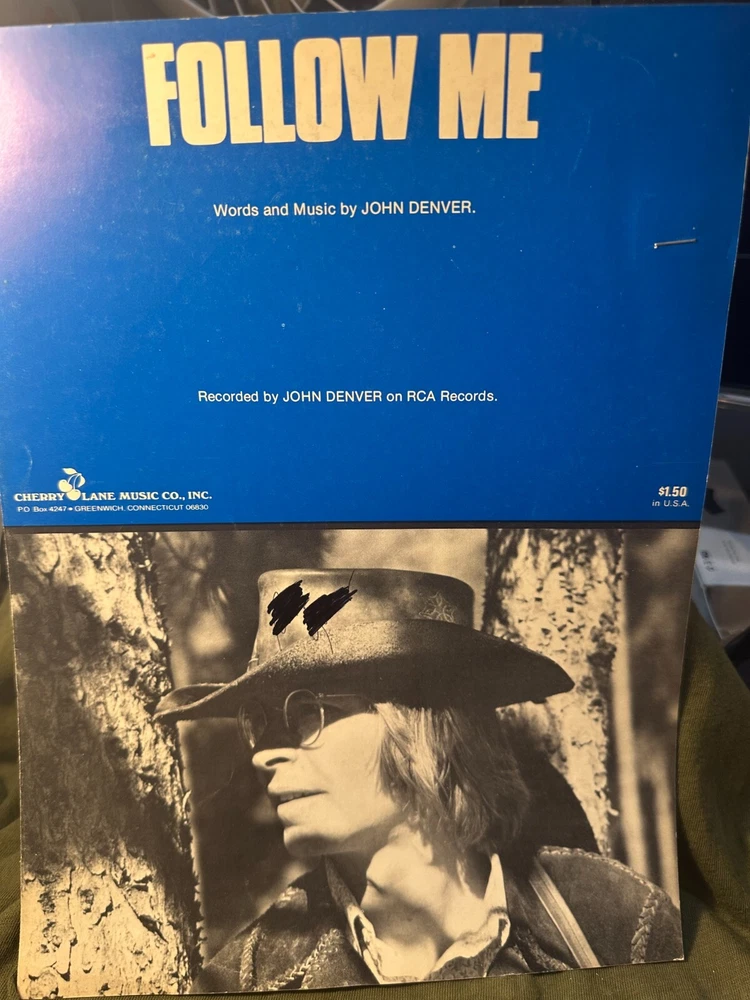 FOLLOW ME
Words and Music by JOHN DENVER.
Recorded by JOHN DENVER on RCA Records.
CHERRY LANE MUSIC CO., INC.
P.O. Box 4247 • GREENWICH, CONNECTICUT 06830
$1.50
in U.S.A.